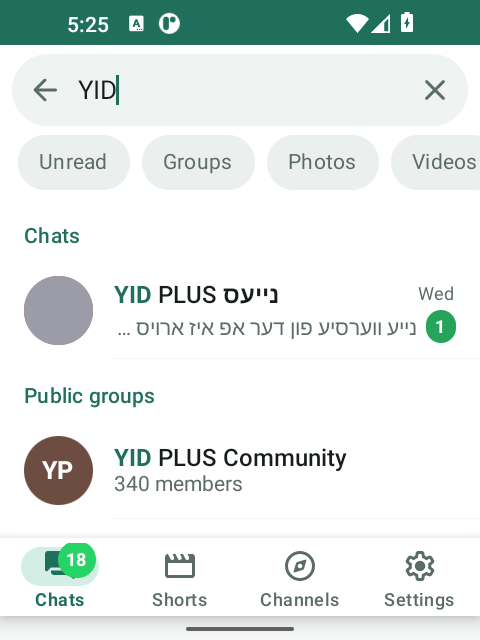 5:25
A
YID
Unread Groups Photos Videos
Chats
YID PLUS נייעס Wed
נייע ווערסיע פון דער אפ איז ארויס ... 1
Public groups
YP YID PLUS Community
340 members
18
Chats Shorts Channels Settings